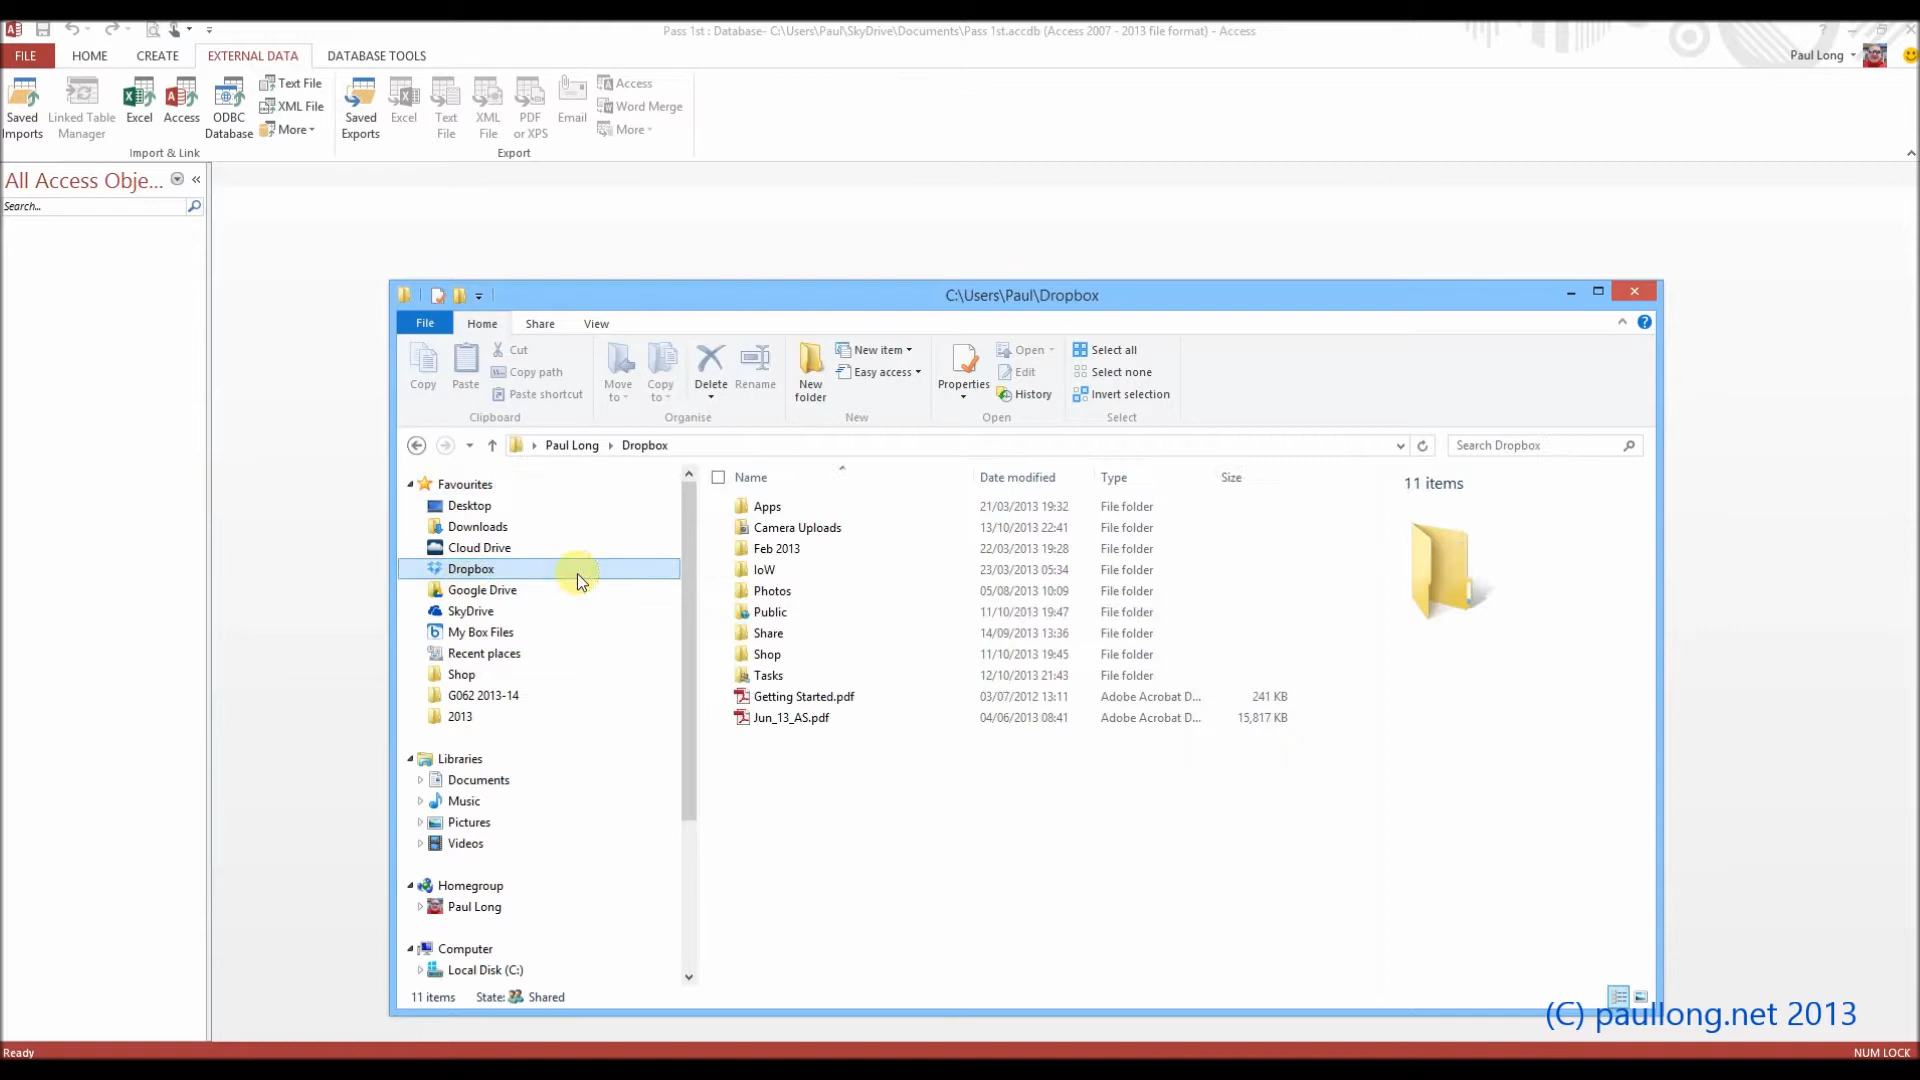 Pass 1st : Database- C:\Users\Paul\SkyDrive\Documents\Pass 1st.accdb (Access 2007 - 2013 file format) - Access
FILE HOME CREATE EXTERNAL DATA DATABASE TOOLS Paul Long
Saved Imports
Linked Table Manager
Excel
Access
ODBC Database
Text File
XML File
More
Import & Link
Saved Exports
Excel
Text File
XML File
PDF or XPS
Email
Access
Word Merge
More
Export
All Access Obje...
Search...
C:\Users\Paul\Dropbox
File Home Share View
Copy
Paste
Cut
Copy path
Paste shortcut
Clipboard
Move to
Copy to
Delete
Rename
Organise
New folder
New item
Easy access
New
Properties
Open
Edit
History
Open
Select all
Select none
Invert selection
Select
Paul Long Dropbox
Search Dropbox
Favourites
Desktop
Downloads
Cloud Drive
Dropbox
Google Drive
SkyDrive
My Box Files
Recent places
Shop
G062 2013-14
2013
Libraries
Documents
Music
Pictures
Videos
Homegroup
Paul Long
Computer
Local Disk (C:)
Name Date modified Type Size
Apps 21/03/2013 19:32 File folder
Camera Uploads 13/10/2013 22:41 File folder
Feb 2013 22/03/2013 19:28 File folder
IoW 23/03/2013 05:34 File folder
Photos 05/08/2013 10:09 File folder
Public 11/10/2013 19:47 File folder
Share 14/09/2013 13:36 File folder
Shop 11/10/2013 19:45 File folder
Tasks 12/10/2013 21:43 File folder
Getting Started.pdf 03/07/2012 13:11 Adobe Acrobat D... 241 KB
Jun_13_AS.pdf 04/06/2013 08:41 Adobe Acrobat D... 15,817 KB
11 items
11 items State: Shared
(C) paullong.net 2013
Ready NUM LOCK